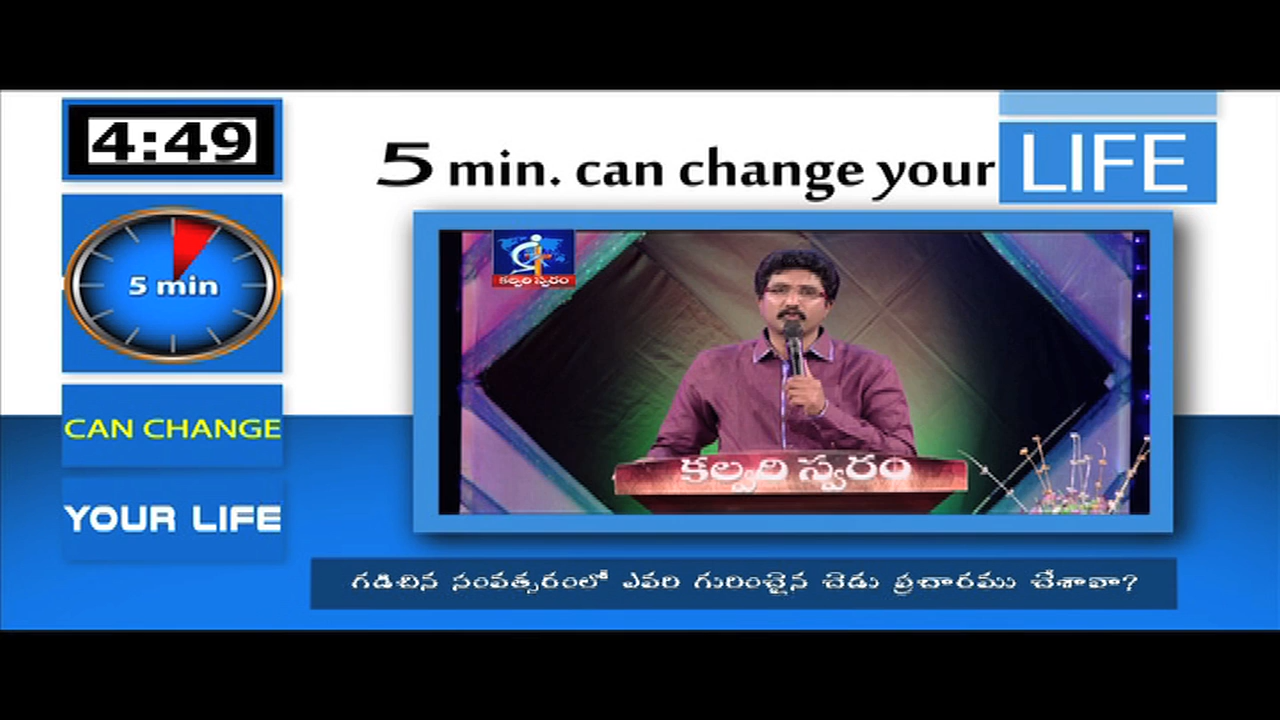 4:49
5 min. can change your LIFE
5 min
CAN CHANGE
YOUR LIFE
కల్వరి స్వరం
కల్వరి స్వరం
గడిచిన సంవత్సరంలో ఎవరి గురించైన చెడు ప్రచారము చేశావా?